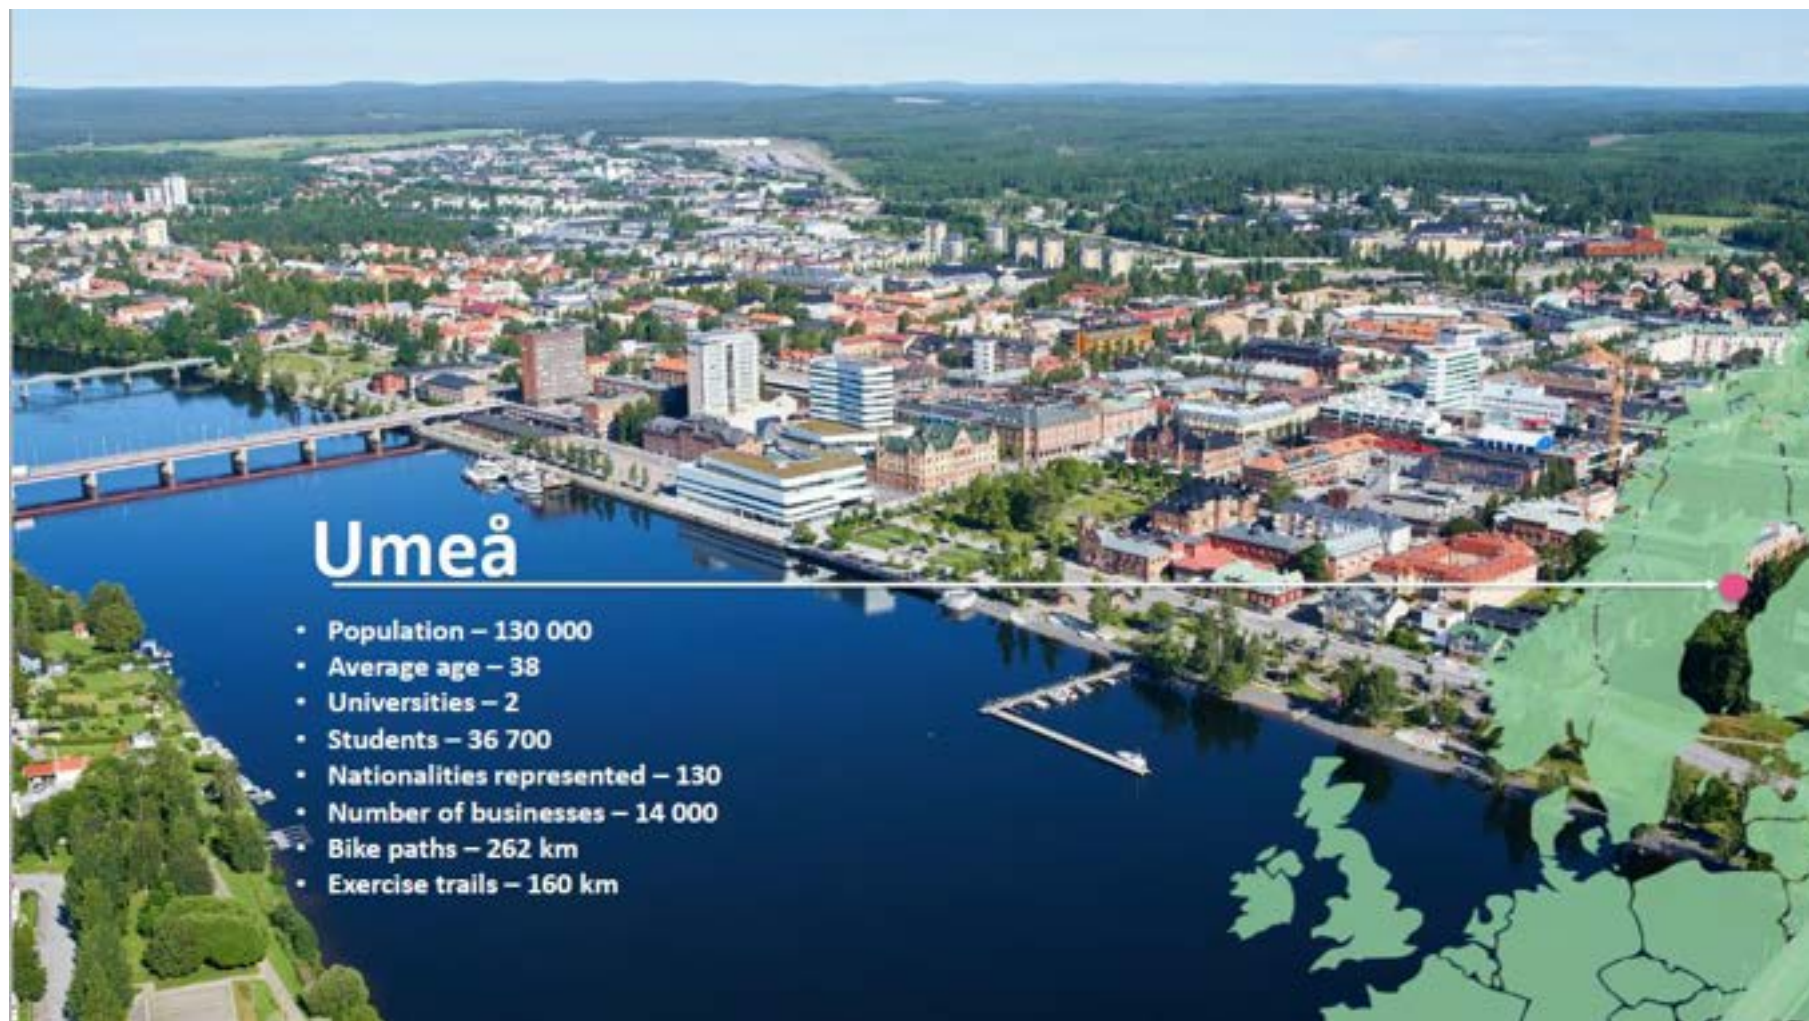 Umeå
• Population – 130 000
• Average age – 38
• Universities – 2
• Students – 36 700
• Nationalities represented – 130
• Number of businesses – 14 000
• Bike paths – 262 km
• Exercise trails – 160 km